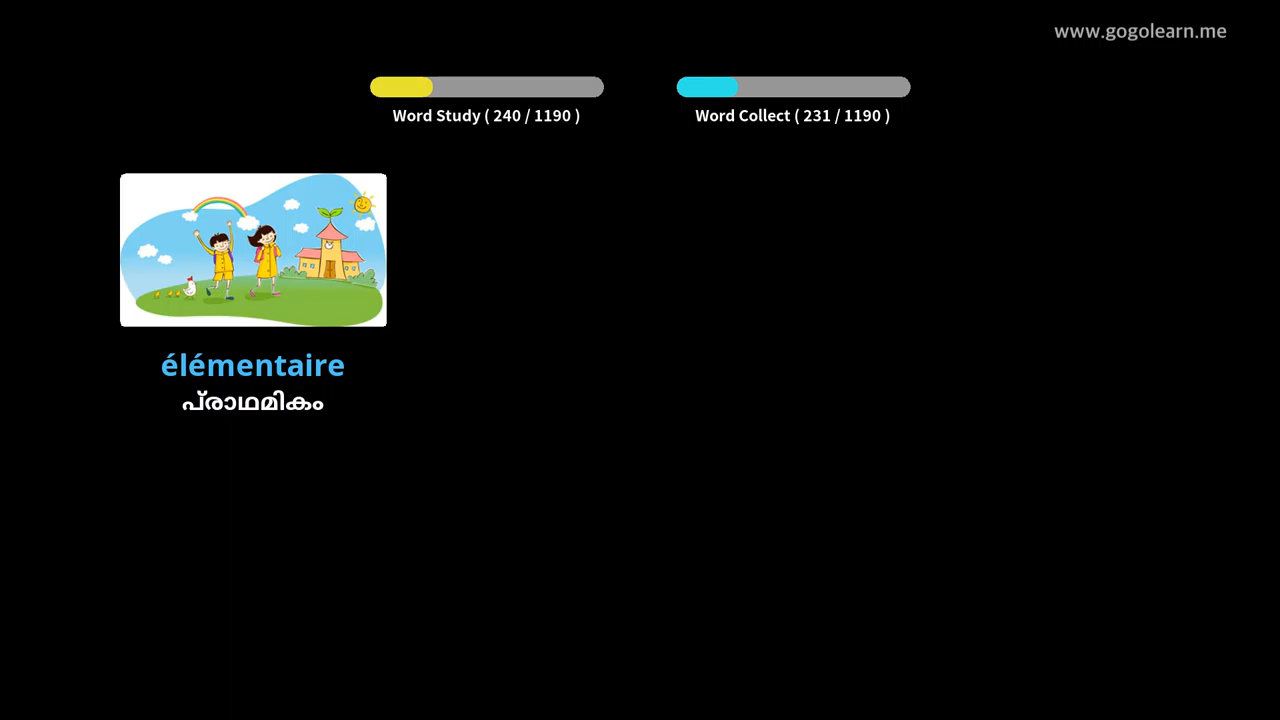 www.gogolearn.me
Word Study ( 240 / 1190 )
Word Collect ( 231 / 1190 )
élémentaire
പ്രാഥമികം